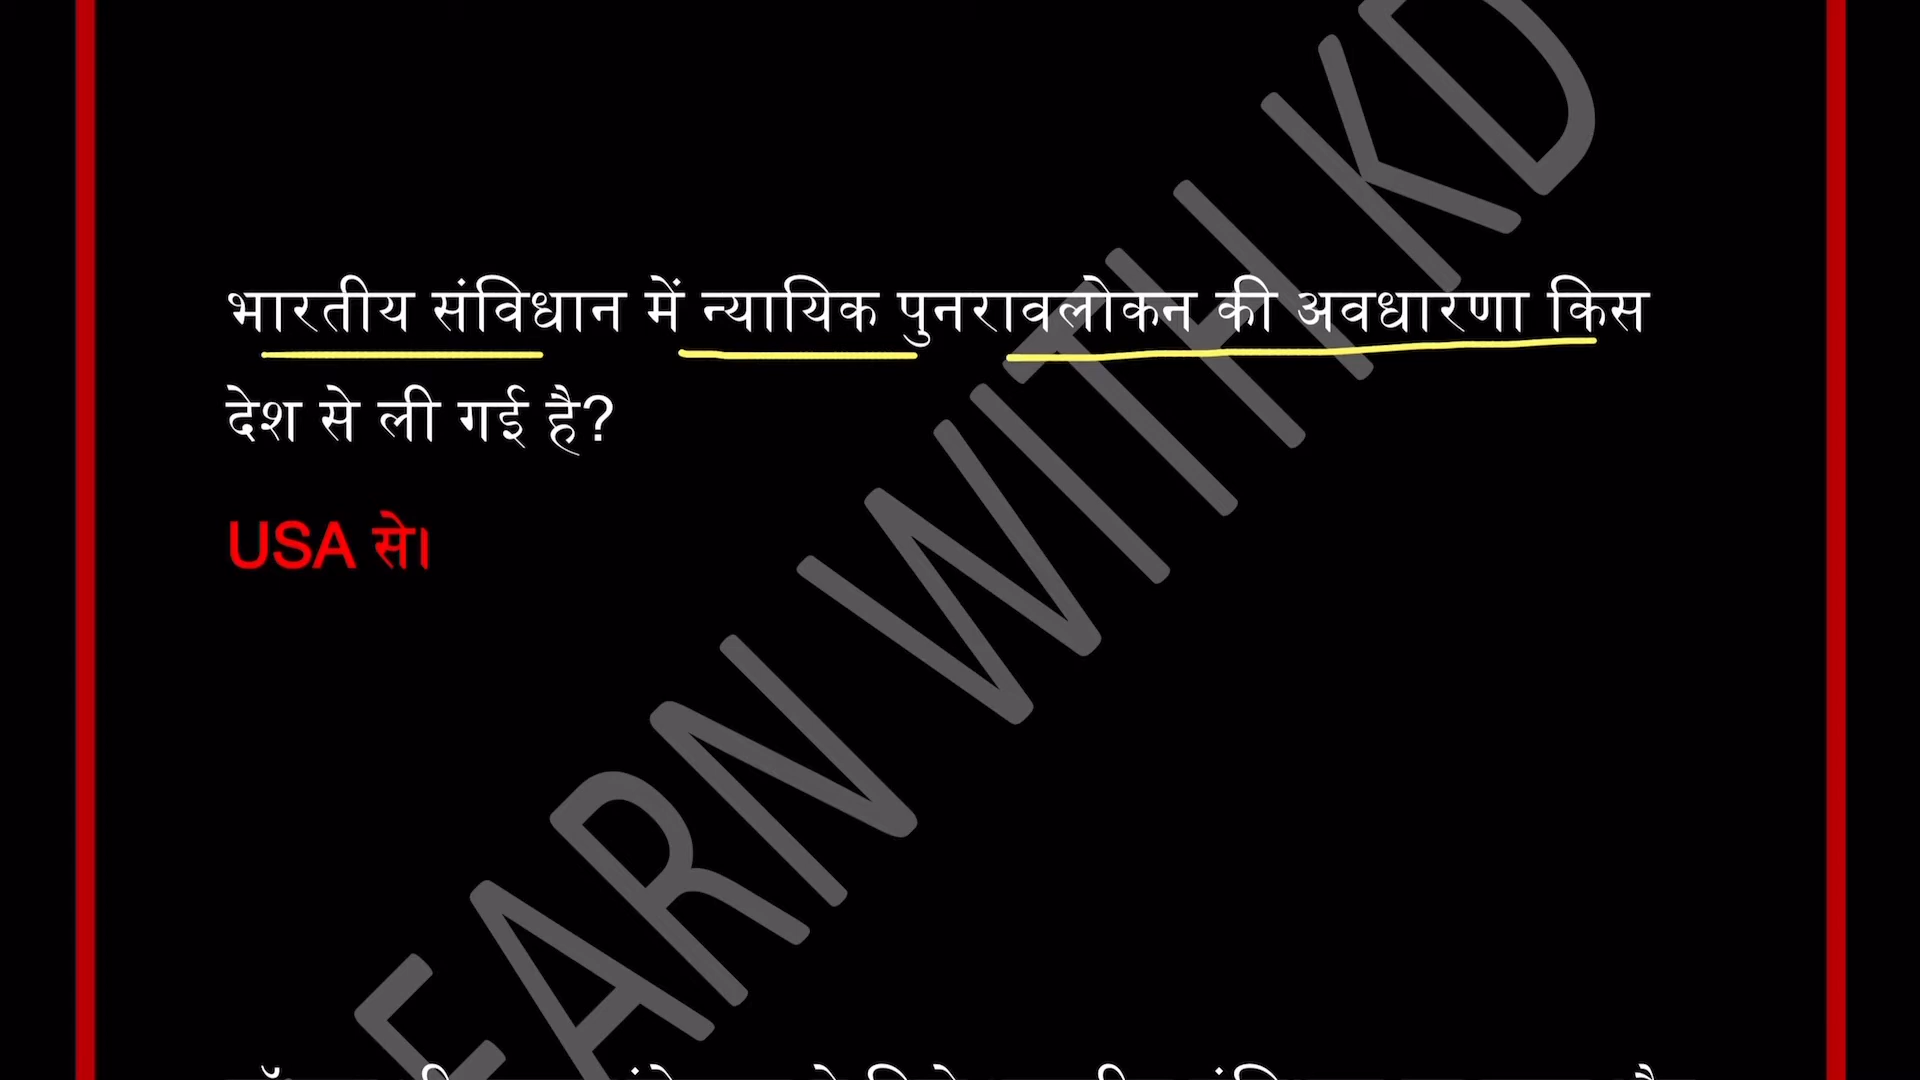 भारतीय संविधान में न्यायिक पुनरावलोकन की अवधारणा किस
देश से ली गई है?
USA से।
EARN WITH KD